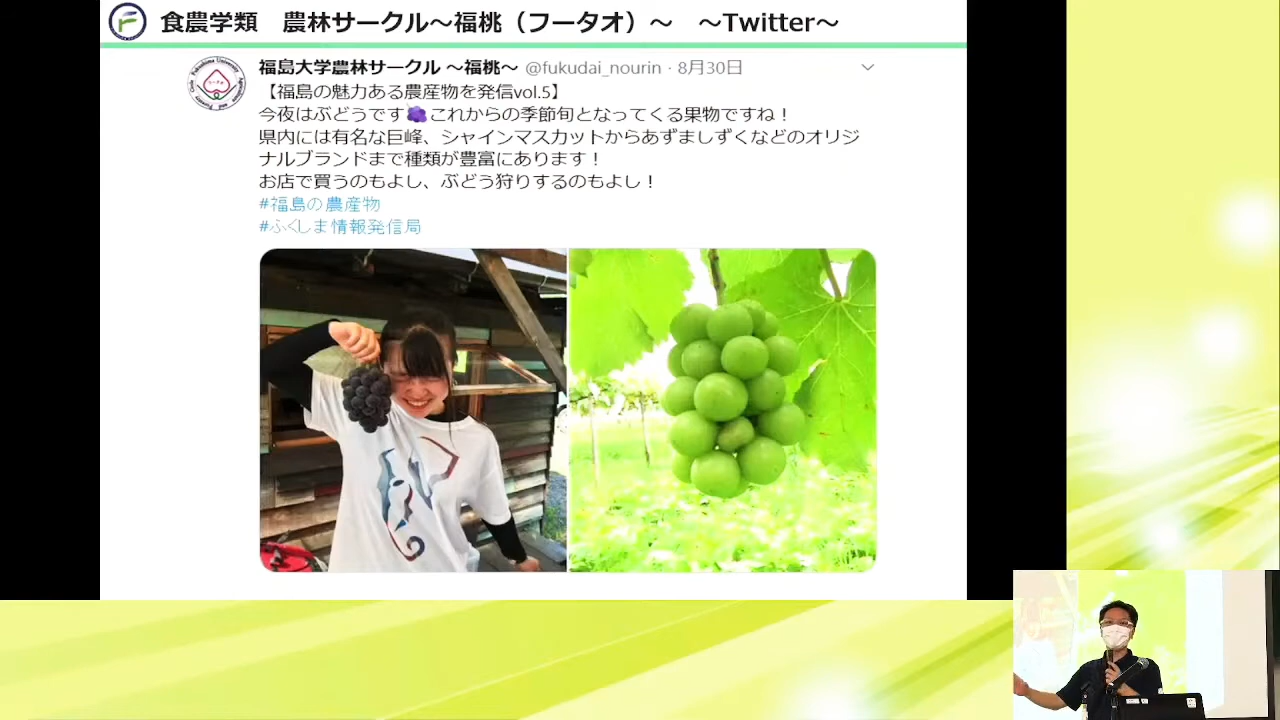 食農学類　農林サークル～福桃（フータオ）～　～Twitter～
福島大学農林サークル ～福桃～ @fukudai_nourin · 8月30日
【福島の魅力ある農産物を発信vol.5】
今夜はぶどうです🍇これからの季節旬となってくる果物ですね！
県内には有名な巨峰、シャインマスカットからあずましずくなどのオリジ
ナルブランドまで種類が豊富にあります！
お店で買うのもよし、ぶどう狩りするのもよし！
#福島の農産物
#ふくしま情報発信局